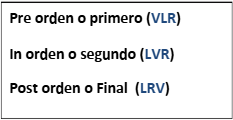 Pre orden o primero (VLR)
In orden o segundo (LVR)
Post orden o Final (LRV)